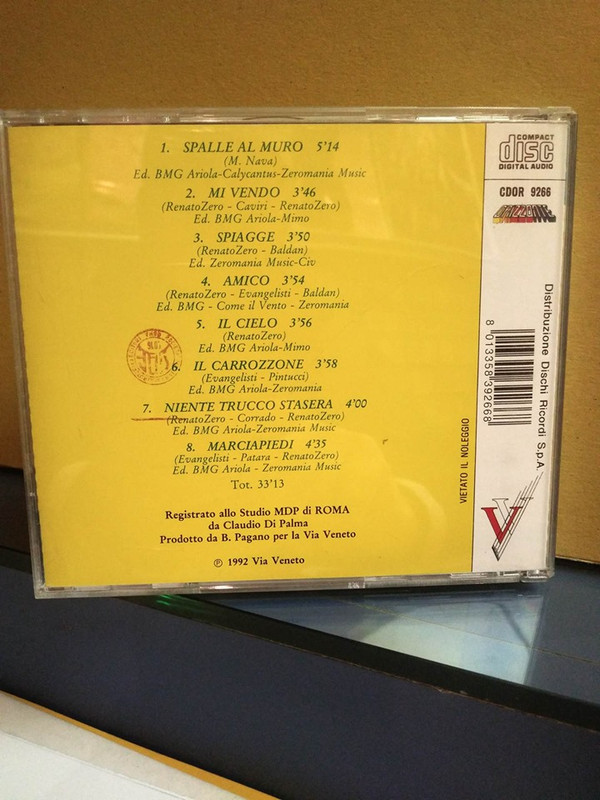 1. SPALLE AL MURO 5'14
(M. Nava)
Ed. BMG Ariola-Calycantus-Zeromania Music
2. MI VENDO 3'46
(RenatoZero - Caviri - RenatoZero)
Ed. BMG Ariola-Mimo
3. SPIAGGE 3'50
(RenatoZero - Baldan)
Ed. Zeromania Music-Civ
4. AMICO 3'54
(RenatoZero - Evangelisti - Baldan)
Ed. BMG - Come il Vento - Zeromania
5. IL CIELO 3'56
(RenatoZero)
Ed. BMG Ariola-Mimo
6. IL CARROZZONE 3'58
(Evangelisti - Pintucci)
Ed. BMG Ariola-Zeromania
7. NIENTE TRUCCO STASERA 4'00
(RenatoZero - Corrado - RenatoZero)
Ed. BMG Ariola-Zeromania Music
8. MARCIAPIEDI 4'35
(Evangelisti - Patara - RenatoZero)
Ed. BMG Ariola - Zeromania Music
Tot. 33'13
Registrato allo Studio MDP di ROMA
da Claudio Di Palma
Prodotto da B. Pagano per la Via Veneto
℗ 1992 Via Veneto
COMPACT
disc
DIGITAL AUDIO
CDOR 9266
orizzonte
Distribuzione Dischi Ricordi S.p.A.
8 013358 392668
VIETATO IL NOLEGGIO